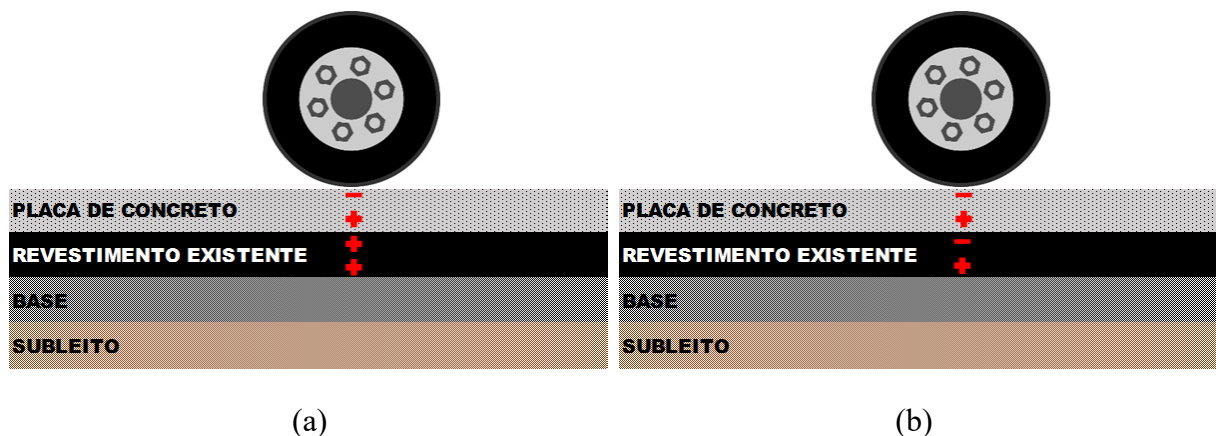 PLACA DE CONCRETO
REVESTIMENTO EXISTENTE
BASE
SUBLEITO
(a)
PLACA DE CONCRETO
REVESTIMENTO EXISTENTE
BASE
SUBLEITO
(b)